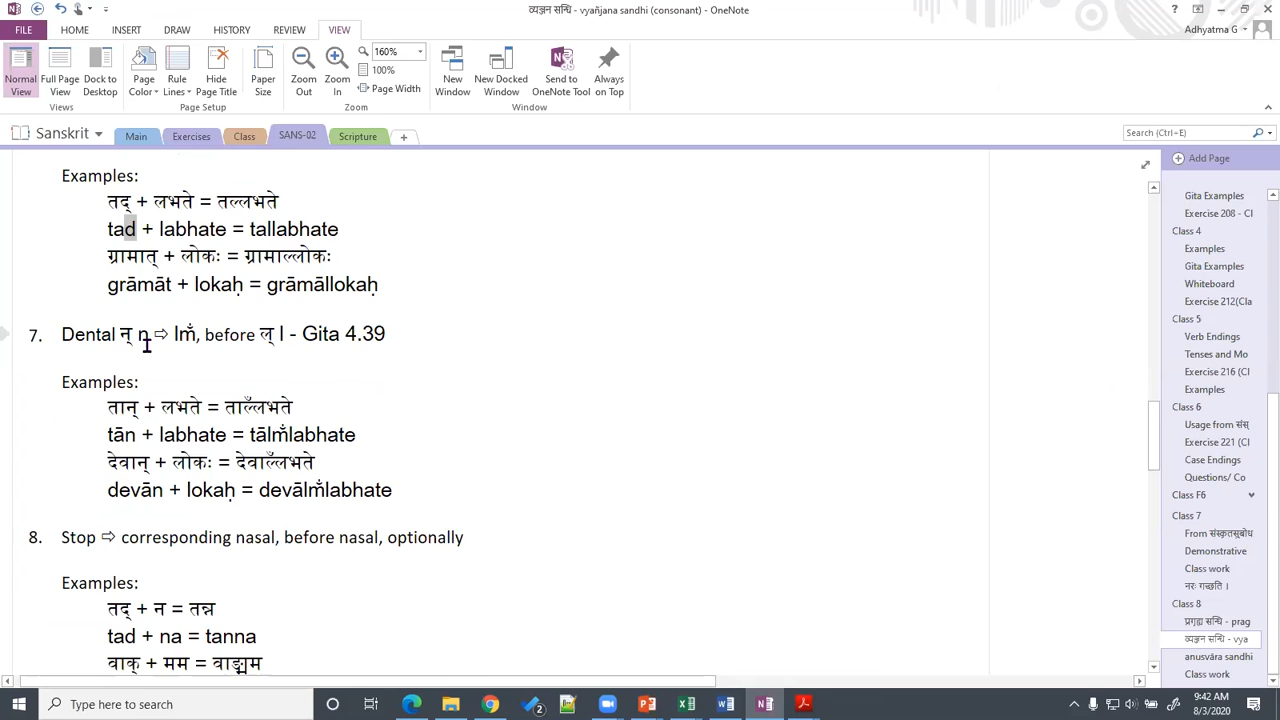 व्यञ्जन सन्धि - vyañjana sandhi (consonant) - OneNote
FILE HOME INSERT DRAW HISTORY REVIEW VIEW Adhyatma G
Normal View Full Page View Dock to Desktop Page Color Rule Lines Hide Page Title Paper Size Zoom Out Zoom In 160% 100% Page Width New Window New Docked Window Send to OneNote Tool Always on Top
Views Page Setup Zoom Window
Sanskrit Main Exercises Class SANS-02 Scripture + Search (Ctrl+E)
Add Page
Examples:
तद् + लभते = तल्लभते
tad + labhate = tallabhate
ग्रामात् + लोकः = ग्रामाल्लोकः
grāmāt + lokaḥ = grāmāllokaḥ
7. Dental न् n ⇨ lm̐, before ल् l - Gita 4.39
Examples:
तान् + लभते = ताल्ँलभते
tān + labhate = tālm̐labhate
देवान् + लोकः = देवाल्ँलभते
devān + lokaḥ = devālm̐labhate
8. Stop ⇨ corresponding nasal, before nasal, optionally
Examples:
तद् + न = तन्न
tad + na = tanna
वाक् + मम = वाङ्मम
Gita Examples
Exercise 208 - Cl
Class 4
Examples
Gita Examples
Whiteboard
Exercise 212(Cla
Class 5
Verb Endings
Tenses and Mo
Exercise 216 (Cl
Examples
Class 6
Usage from संस्
Exercise 221 (Cl
Case Endings
Questions/ Co
Class F6
Class 7
From संस्कृतसुबोध
Demonstrative
Class work
नरः गच्छति ।
Class 8
प्रगृह्य सन्धि - prag
व्यञ्जन सन्धि - vya
anusvāra sandhi
Class work
Type here to search
2
9:42 AM
8/3/2020